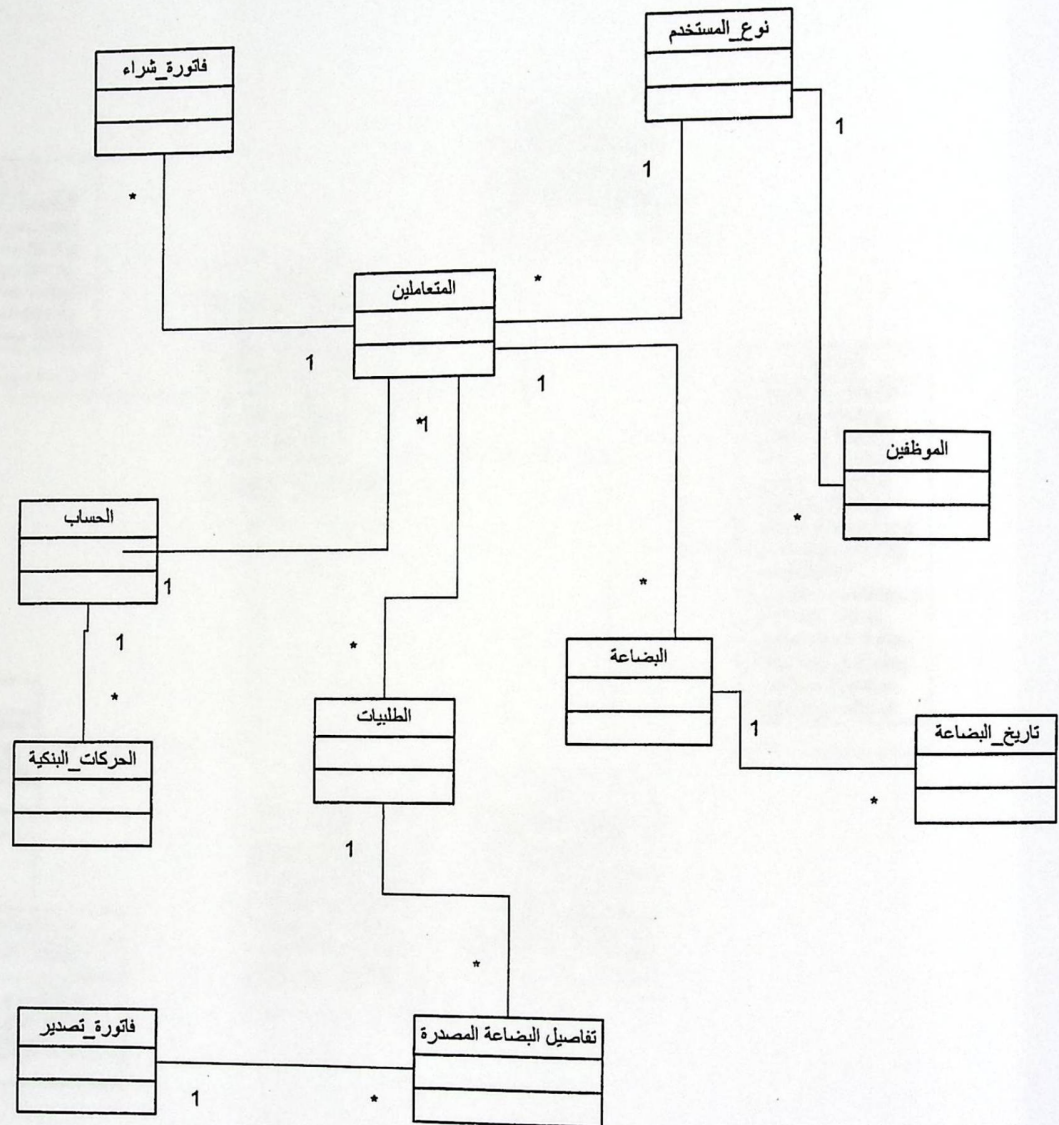 نوع_المستخدم
فاتورة_شراء
1
1
*
*
المتعاملين
1
1
*1
الموظفين
*
الحساب
1
*
1
*
البضاعة
*
الطلبيات
تاريخ_البضاعة
1
*
الحركات_البنكية
*
1
*
فاتورة_تصدير
تفاصيل البضاعة المصدرة
1
*